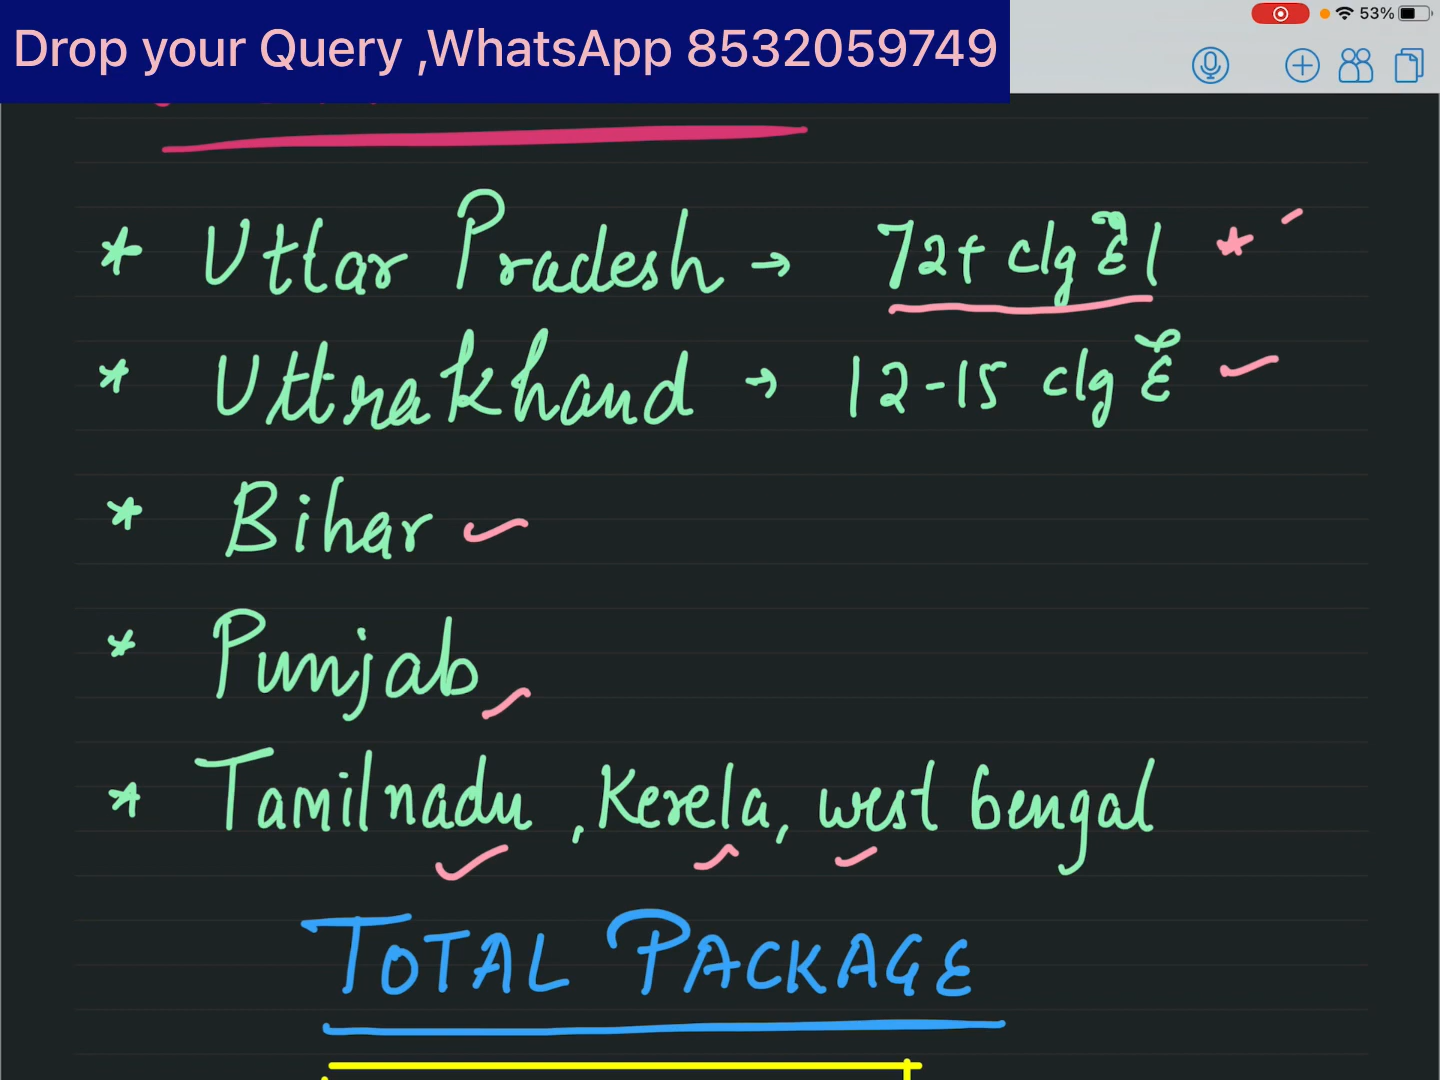 Drop your Query ,WhatsApp 8532059749
53%
* Uttar Pradesh → 72+ clg हैं। *
* Uttrakhand → 12-15 clg है
* Bihar
* Punjab
* Tamilnadu, Kerela, west bengal
TOTAL PACKAGE